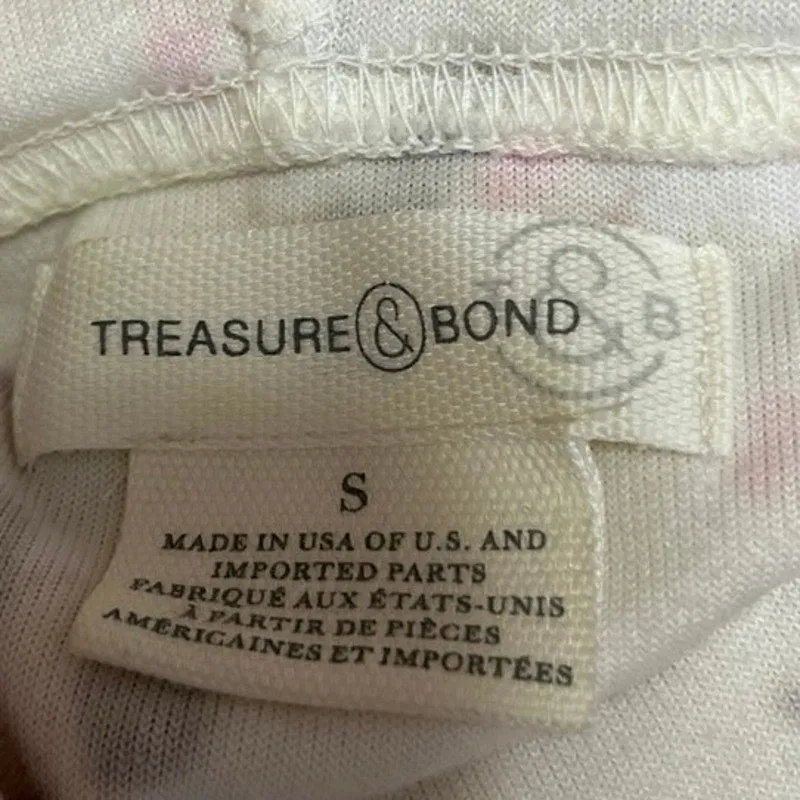 TREASURE & BOND
& B
S
MADE IN USA OF U.S. AND
IMPORTED PARTS
FABRIQUÉ AUX ÉTATS-UNIS
À PARTIR DE PIÈCES
AMÉRICAINES ET IMPORTÉES